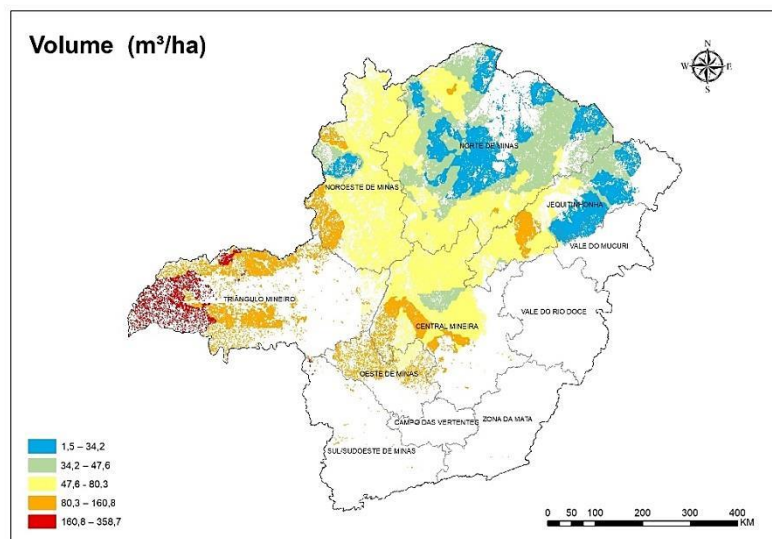 Volume (m³/ha)
N
W E
S
NORTE DE MINAS
NOROESTE DE MINAS
JEQUITINHONHA
VALE DO MUCURI
TRIÂNGULO MINEIRO
VALE DO RIO DOCE
CENTRAL MINEIRA
OESTE DE MINAS
CAMPO DAS VERTENTES
ZONA DA MATA
SUL/SUDOESTE DE MINAS
1,5 – 34,2
34,2 – 47,6
47,6 - 80.3
80,3 – 160,8
160,8 – 358,7
0 50 100 200 300 400
KM